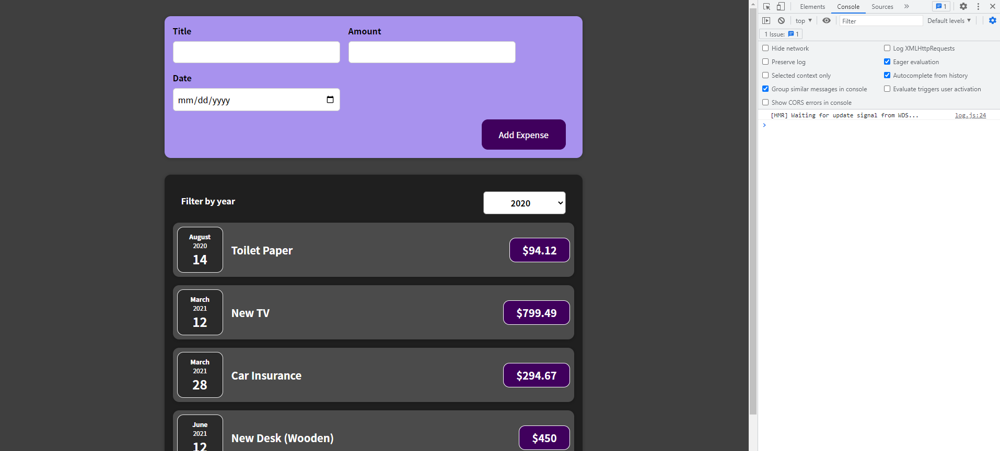 Title
Amount
Date
mm/dd/yyyy
Add Expense
Filter by year
2020
August
2020
14
Toilet Paper
$94.12
March
2021
12
New TV
$799.49
March
2021
28
Car Insurance
$294.67
June
2021
12
New Desk (Wooden)
$450
Elements
Console
Sources
»
1
top
Filter
Default levels
1 Issue:
1
Hide network
Log XMLHttpRequests
Preserve log
Eager evaluation
Selected context only
Autocomplete from history
Group similar messages in console
Evaluate triggers user activation
Show CORS errors in console
[HMR] Waiting for update signal from WDS...
log.js:24